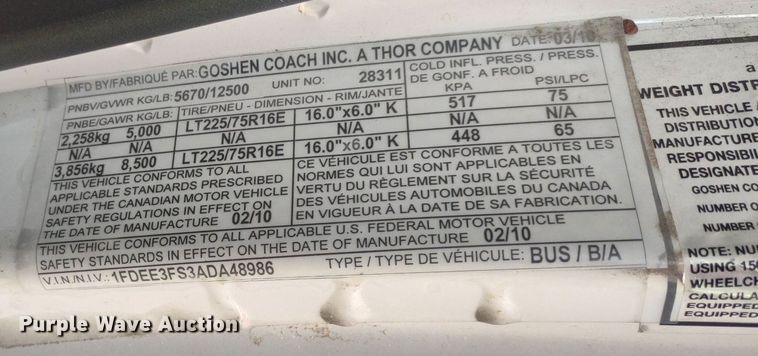 MFD BY/FABRIQUÉ PAR: GOSHEN COACH INC. A THOR COMPANY DATE: 03/10
PNBV/GVWR KG/LB: 5670/12500 UNIT NO: 28311
COLD INFL. PRESS./PRESS.
DE GONF. A FROID
PNBE/GAWR KG/LB: TIRE/PNEU - DIMENSION - RIM/JANTE KPA PSI/LPC
2,258kg 5,000 LT225/75R16E 16.0"x6.0" K 517 75
N/A N/A N/A N/A N/A N/A
3,856kg 8,500 LT225/75R16E 16.0"x6.0" K 448 65
THIS VEHICLE CONFORMS TO ALL
APPLICABLE STANDARDS PRESCRIBED
UNDER THE CANADIAN MOTOR VEHICLE
SAFETY REGULATIONS IN EFFECT ON
THE DATE OF MANUFACTURE 02/10
CE VÉHICULE EST CONFORME A TOUTES LES
NORMES QUI LUI SONT APPLICABLES EN
VERTU DU RÈGLEMENT SUR LA SÉCURITÉ
DES VÉHICULES AUTOMOBILES DU CANADA
EN VIGUEUR À LA DATE DE SA FABRICATION.
THIS VEHICLE CONFORMS TO ALL APPLICABLE U.S. FEDERAL MOTOR VEHICLE
SAFETY STANDARDS IN EFFECT ON THE DATE OF MANUFACTURE 02/10
V.I.N./N.I.V.: 1FDEE3FS3ADA48986 TYPE / TYPE DE VÉHICULE: BUS / B/A
a
WEIGHT DISTR
THIS VEHICLE
DISTRIBUTION
MANUFACTURE
RESPONSIBIL
DESIGNATE
GOSHEN CO
NUMBER O
NUMBER
NOTE: NU
USING 15
WHEELCH
CALCULA
EQUIPPED
EQUIPPED
Purple Wave Auction